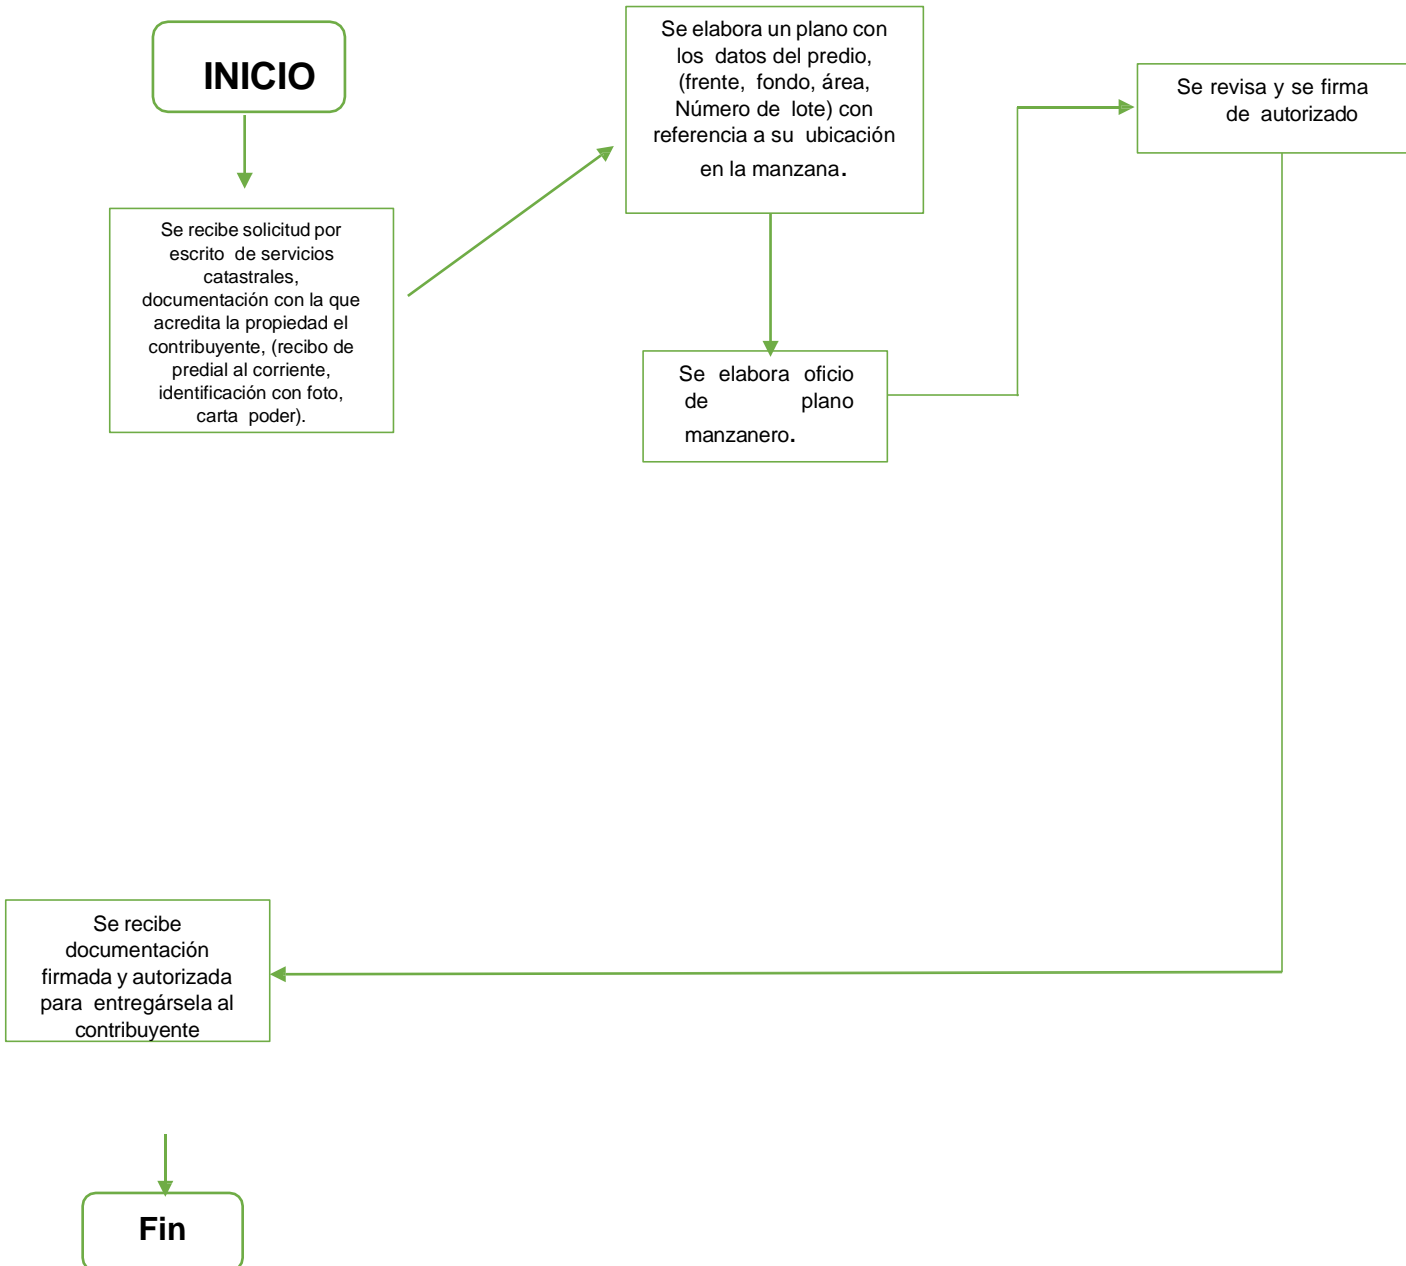 INICIO
Se recibe solicitud por
escrito de servicios
catastrales,
documentación con la que
acredita la propiedad el
contribuyente, (recibo de
predial al corriente,
identificación con foto,
carta poder).
Se elabora un plano con
los datos del predio,
(frente, fondo, área,
Número de lote) con
referencia a su ubicación
en la manzana.
Se elabora oficio
de plano
manzanero.
Se revisa y se firma
de autorizado
Se recibe
documentación
firmada y autorizada
para entregársela al
contribuyente
Fin